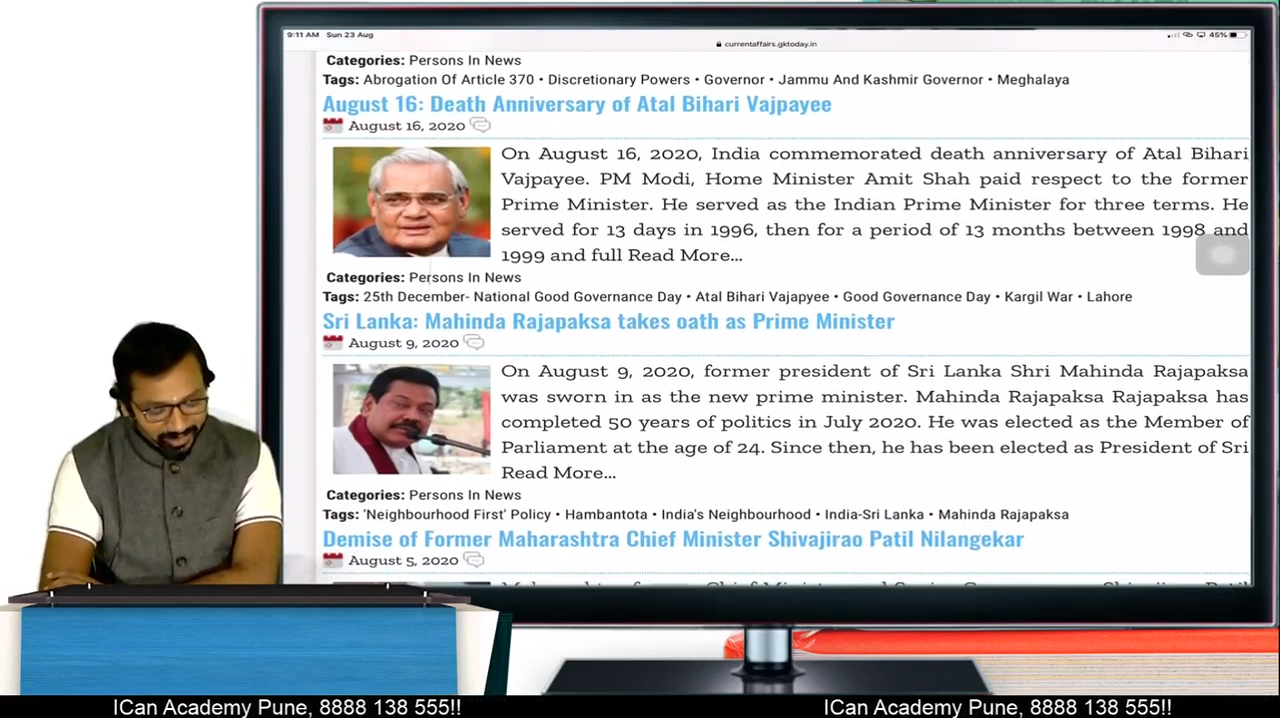 9:11 AM Sun 23 Aug
currentaffairs.gktoday.in
45%
Categories: Persons In News
Tags: Abrogation Of Article 370 • Discretionary Powers • Governor • Jammu And Kashmir Governor • Meghalaya
August 16: Death Anniversary of Atal Bihari Vajpayee
August 16, 2020
On August 16, 2020, India commemorated death anniversary of Atal Bihari
Vajpayee. PM Modi, Home Minister Amit Shah paid respect to the former
Prime Minister. He served as the Indian Prime Minister for three terms. He
served for 13 days in 1996, then for a period of 13 months between 1998 and
1999 and full Read More...
Categories: Persons In News
Tags: 25th December- National Good Governance Day • Atal Bihari Vajapyee • Good Governance Day • Kargil War • Lahore
Sri Lanka: Mahinda Rajapaksa takes oath as Prime Minister
August 9, 2020
On August 9, 2020, former president of Sri Lanka Shri Mahinda Rajapaksa
was sworn in as the new prime minister. Mahinda Rajapaksa Rajapaksa has
completed 50 years of politics in July 2020. He was elected as the Member of
Parliament at the age of 24. Since then, he has been elected as President of Sri
Read More...
Categories: Persons In News
Tags: 'Neighbourhood First' Policy • Hambantota • India's Neighbourhood • India-Sri Lanka • Mahinda Rajapaksa
Demise of Former Maharashtra Chief Minister Shivajirao Patil Nilangekar
August 5, 2020
ICan Academy Pune, 8888 138 555!!
ICan Academy Pune, 8888 138 555!!